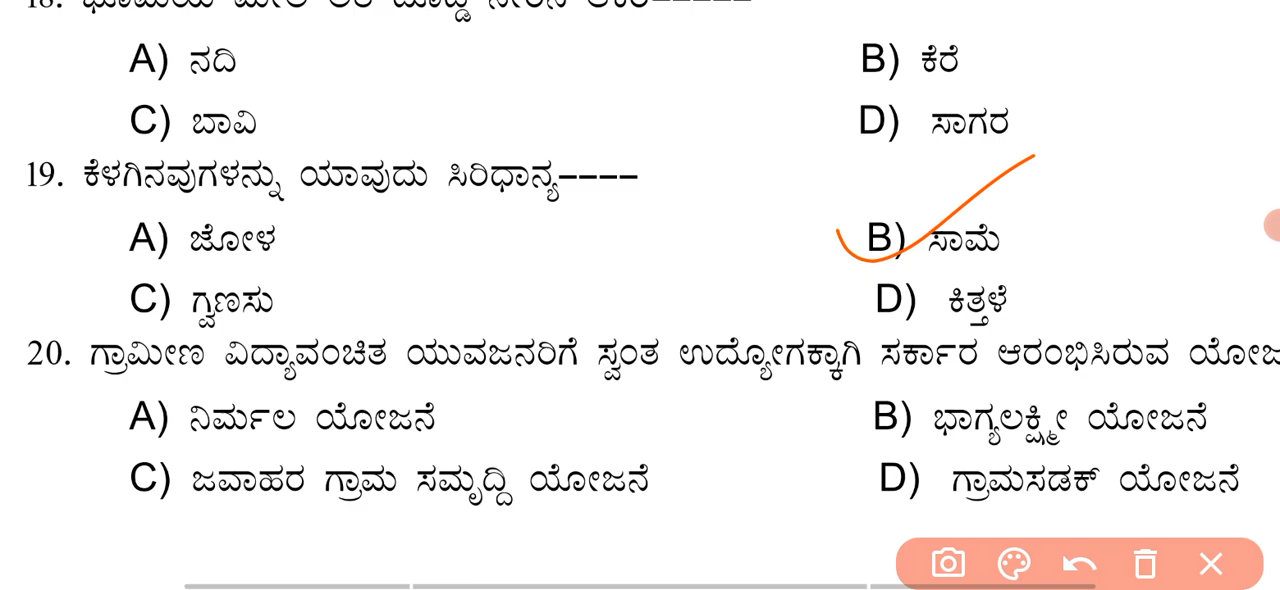 A) ನದಿ B) ಕೆರೆ
C) ಬಾವಿ D) ಸಾಗರ
19. ಕೆಳಗಿನವುಗಳನ್ನು ಯಾವುದು ಸಿರಿಧಾನ್ಯ----
A) ಜೋಳ B) ಸಾಮೆ
C) ಗ್ವಣಸು D) ಕಿತ್ತಳೆ
20. ಗ್ರಾಮೀಣ ವಿದ್ಯಾವಂಚಿತ ಯುವಜನರಿಗೆ ಸ್ವಂತ ಉದ್ಯೋಗಕ್ಕಾಗಿ ಸರ್ಕಾರ ಆರಂಭಿಸಿರುವ
A) ನಿರ್ಮಲ ಯೋಜನೆ B) ಭಾಗ್ಯಲಕ್ಷ್ಮೀ ಯೋಜನೆ
C) ಜವಾಹರ ಗ್ರಾಮ ಸಮೃದ್ದಿ ಯೋಜನೆ D) ಗ್ರಾಮಸಡಕ್ ಯೋಜನೆ